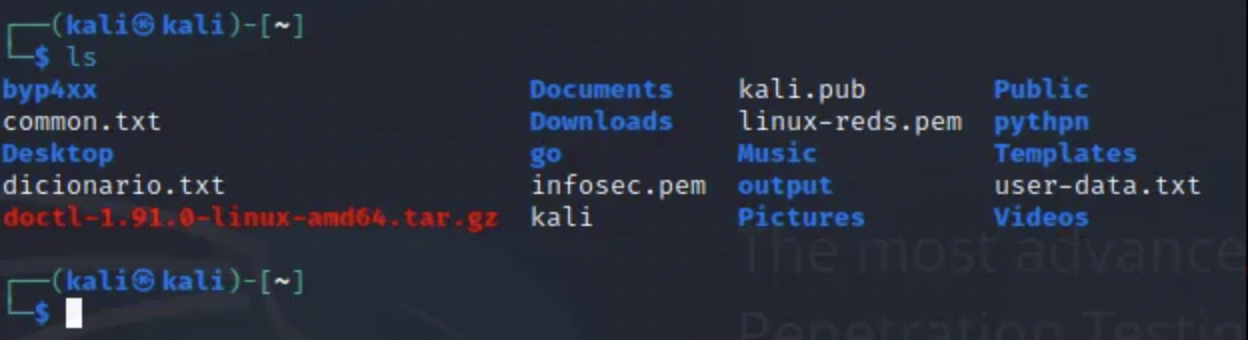 ┌──(kali㉿kali)-[~]
└─$ ls
byp4xx Documents kali.pub Public
common.txt Downloads linux-reds.pem pythpn
Desktop go Music Templates
dicionario.txt infosec.pem output user-data.txt
doctl-1.91.0-linux-amd64.tar.gz kali Pictures Videos
The most advance
┌──(kali㉿kali)-[~]
└─$
Penetration Testin